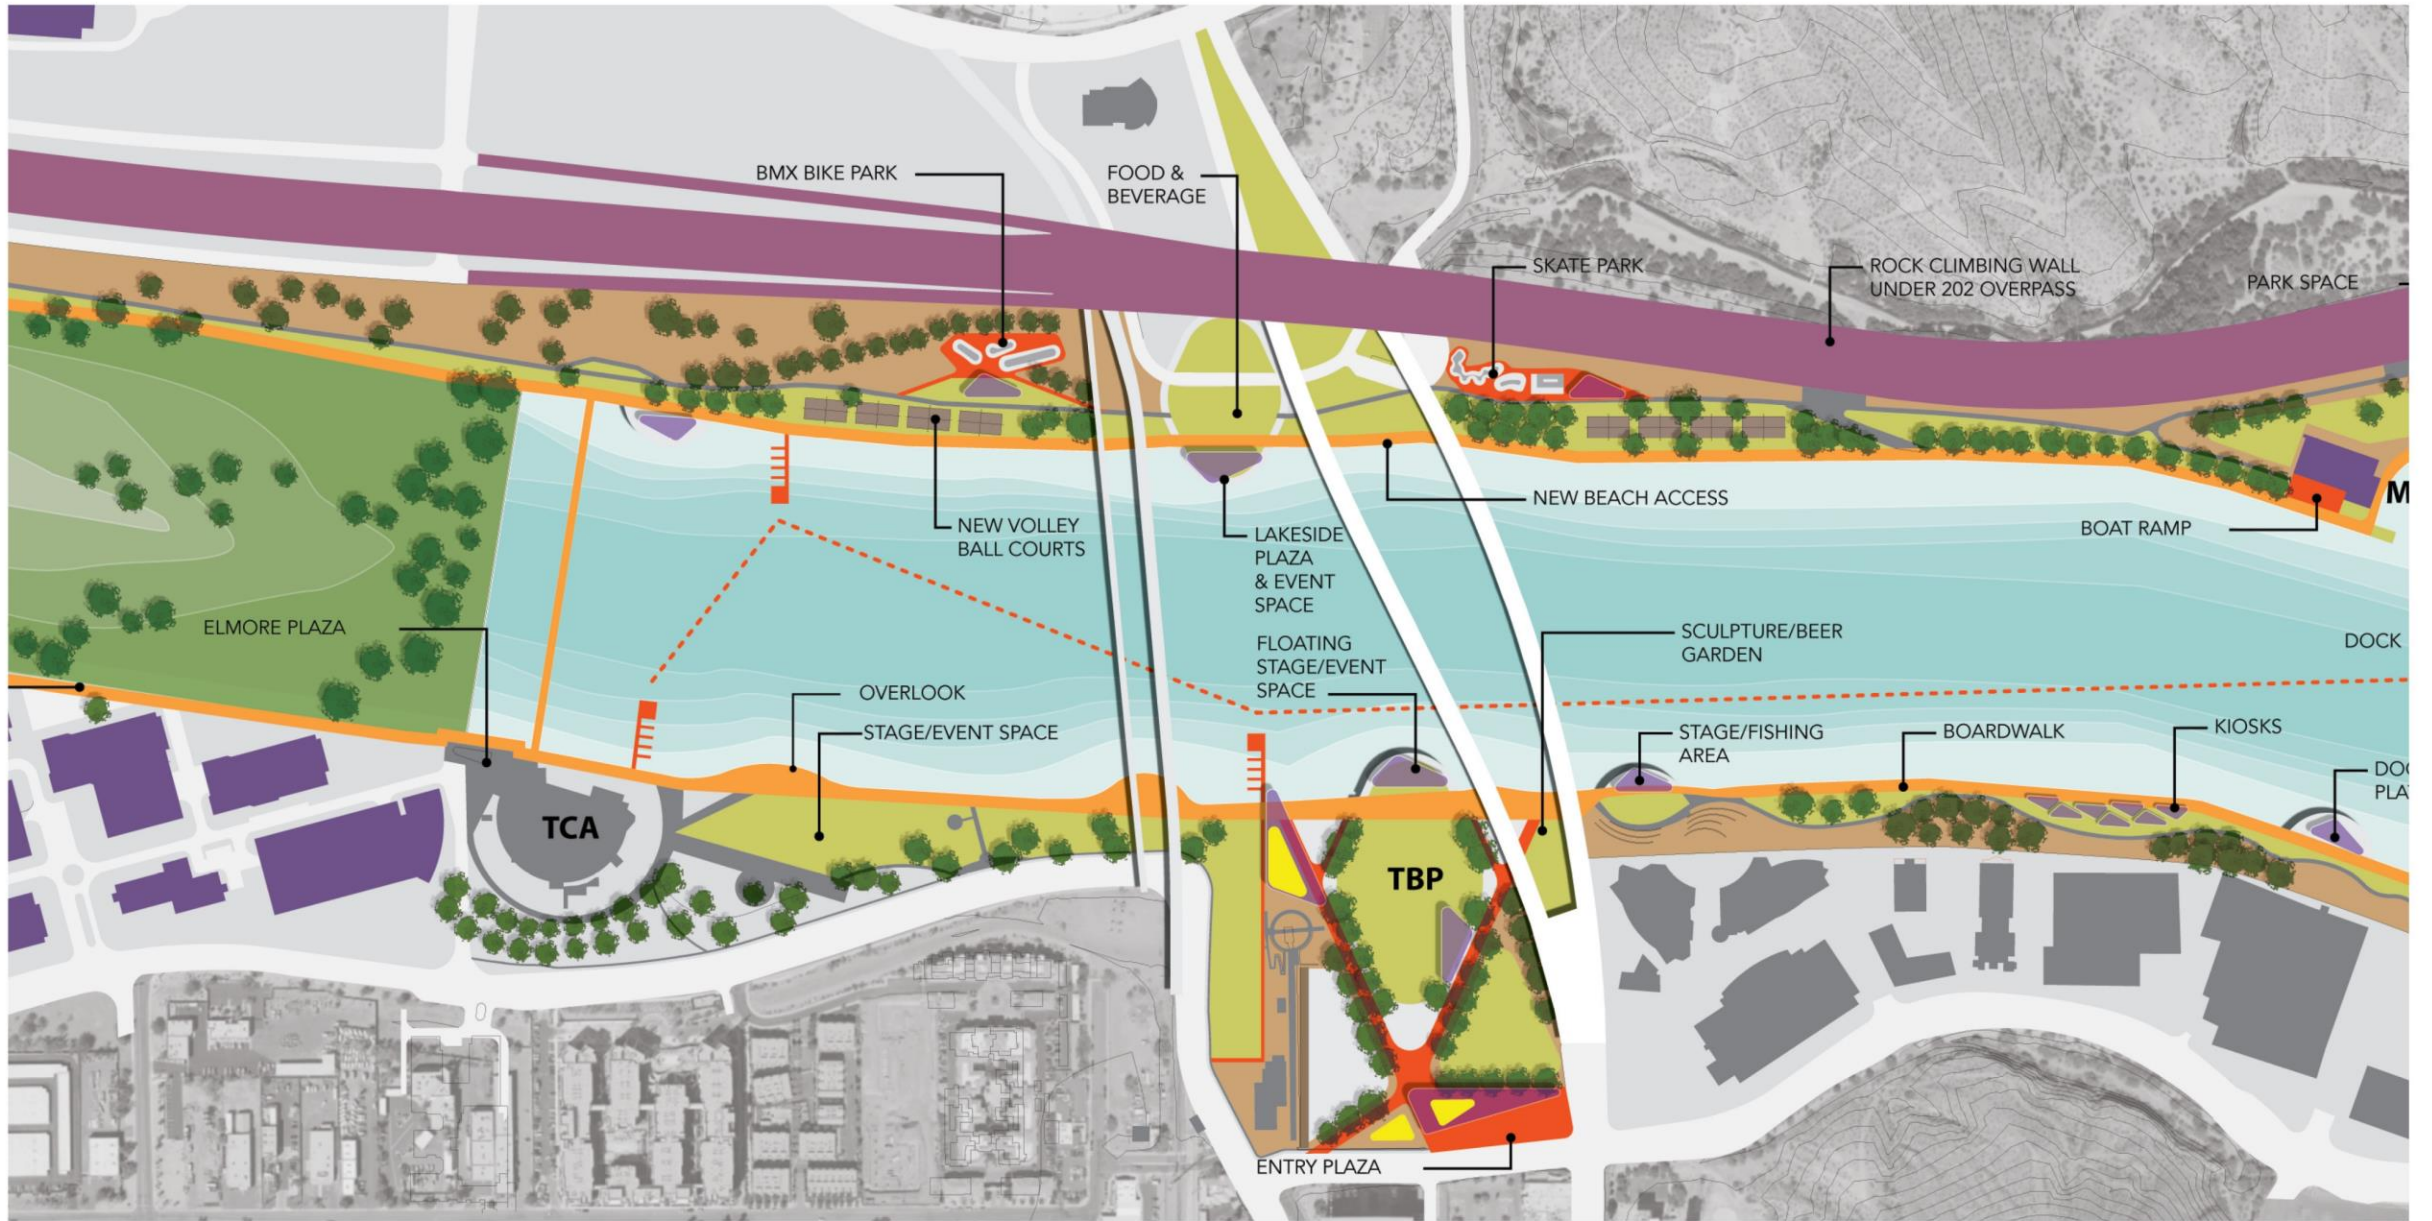 BMX BIKE PARK
FOOD &
BEVERAGE
SKATE PARK
ROCK CLIMBING WALL
UNDER 202 OVERPASS
PARK SPACE
NEW VOLLEY
BALL COURTS
LAKESIDE
PLAZA
& EVENT
SPACE
NEW BEACH ACCESS
BOAT RAMP
M
ELMORE PLAZA
OVERLOOK
STAGE/EVENT SPACE
FLOATING
STAGE/EVENT
SPACE
SCULPTURE/BEER
GARDEN
DOCK
STAGE/FISHING
AREA
BOARDWALK
KIOSKS
DOC
PLA
TCA
TBP
ENTRY PLAZA